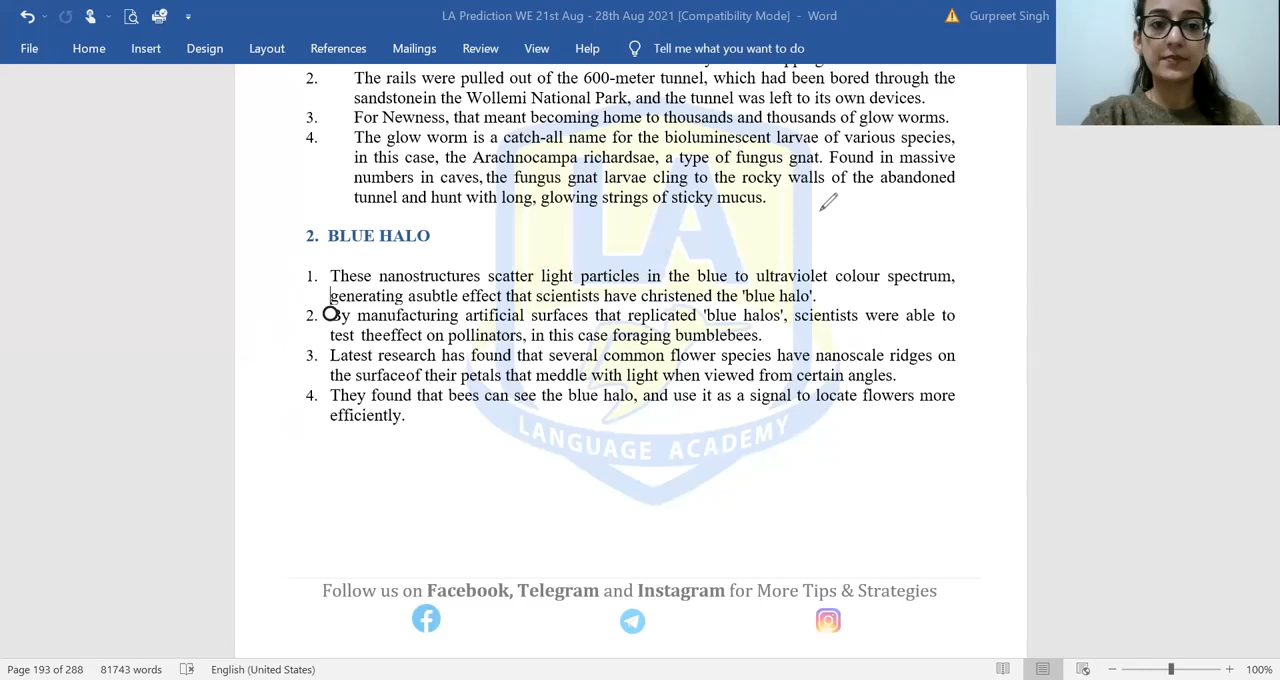 LA Prediction WE 21st Aug - 28th Aug 2021 [Compatibility Mode] - Word
Gurpreet Singh
File Home Insert Design Layout References Mailings Review View Help Tell me what you want to do
2. The rails were pulled out of the 600-meter tunnel, which had been bored through the
sandstonein the Wollemi National Park, and the tunnel was left to its own devices.
3. For Newness, that meant becoming home to thousands and thousands of glow worms.
4. The glow worm is a catch-all name for the bioluminescent larvae of various species,
in this case, the Arachnocampa richardsae, a type of fungus gnat. Found in massive
numbers in caves, the fungus gnat larvae cling to the rocky walls of the abandoned
tunnel and hunt with long, glowing strings of sticky mucus.
2. BLUE HALO
1. These nanostructures scatter light particles in the blue to ultraviolet colour spectrum,
generating asubtle effect that scientists have christened the 'blue halo'.
2. By manufacturing artificial surfaces that replicated 'blue halos', scientists were able to
test theeffect on pollinators, in this case foraging bumblebees.
3. Latest research has found that several common flower species have nanoscale ridges on
the surfaceof their petals that meddle with light when viewed from certain angles.
4. They found that bees can see the blue halo, and use it as a signal to locate flowers more
efficiently.
LA
LANGUAGE ACADEMY
Follow us on Facebook, Telegram and Instagram for More Tips & Strategies
Page 193 of 288 81743 words English (United States) 100%